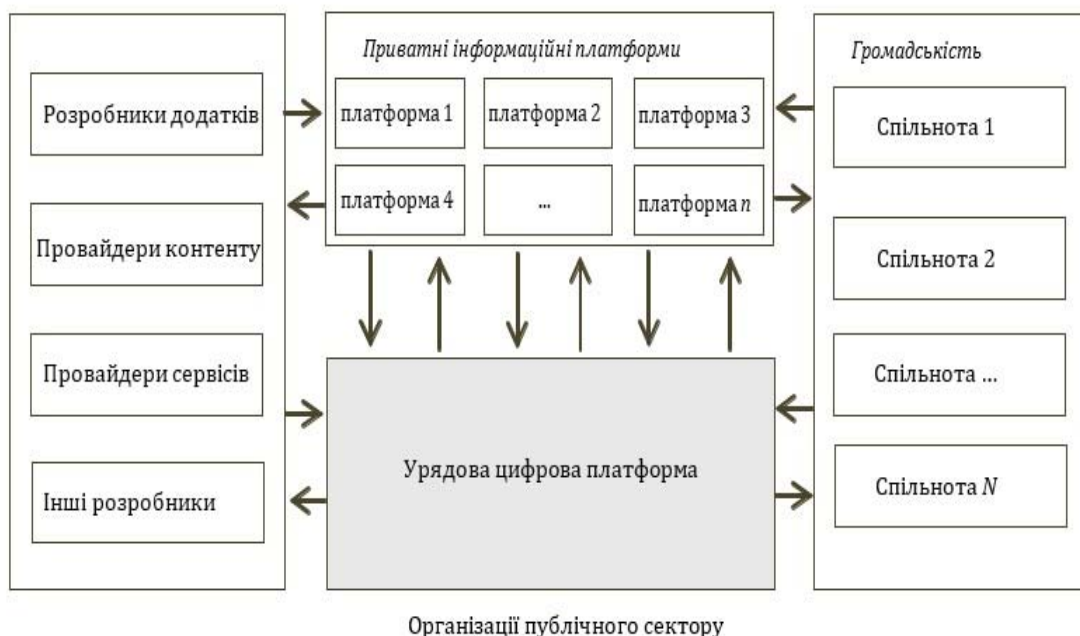 Приватні інформаційні платформи
Громадськість
Розробники додатків
платформа 1
платформа 2
платформа 3
Спільнота 1
платформа 4
...
платформа n
Провайдери контенту
Спільнота 2
Провайдери сервісів
Спільнота ...
Урядова цифрова платформа
Інші розробники
Спільнота N
Організації публічного сектору